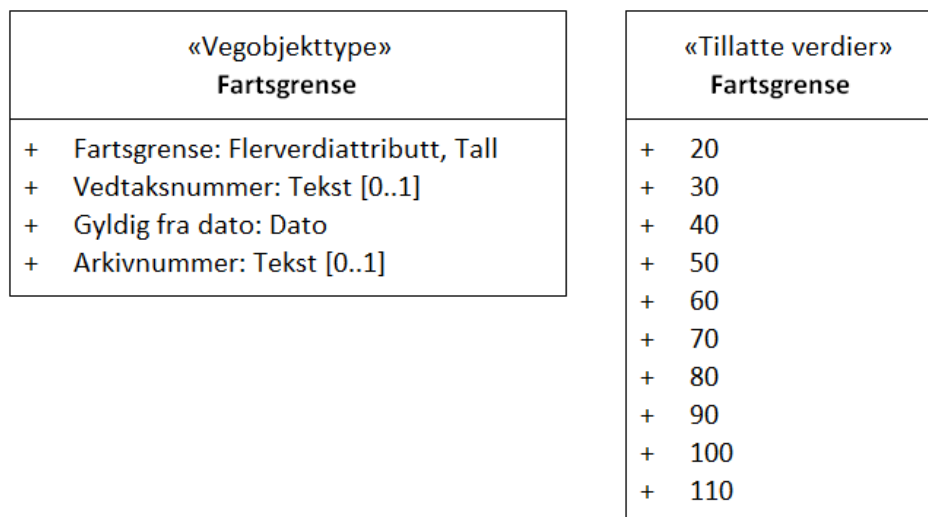 «Vegobjekttype»
Fartsgrense
+ Fartsgrense: Flerverdiattributt, Tall
+ Vedtaksnummer: Tekst [0..1]
+ Gyldig fra dato: Dato
+ Arkivnummer: Tekst [0..1]
«Tillatte verdier»
Fartsgrense
+ 20
+ 30
+ 40
+ 50
+ 60
+ 70
+ 80
+ 90
+ 100
+ 110